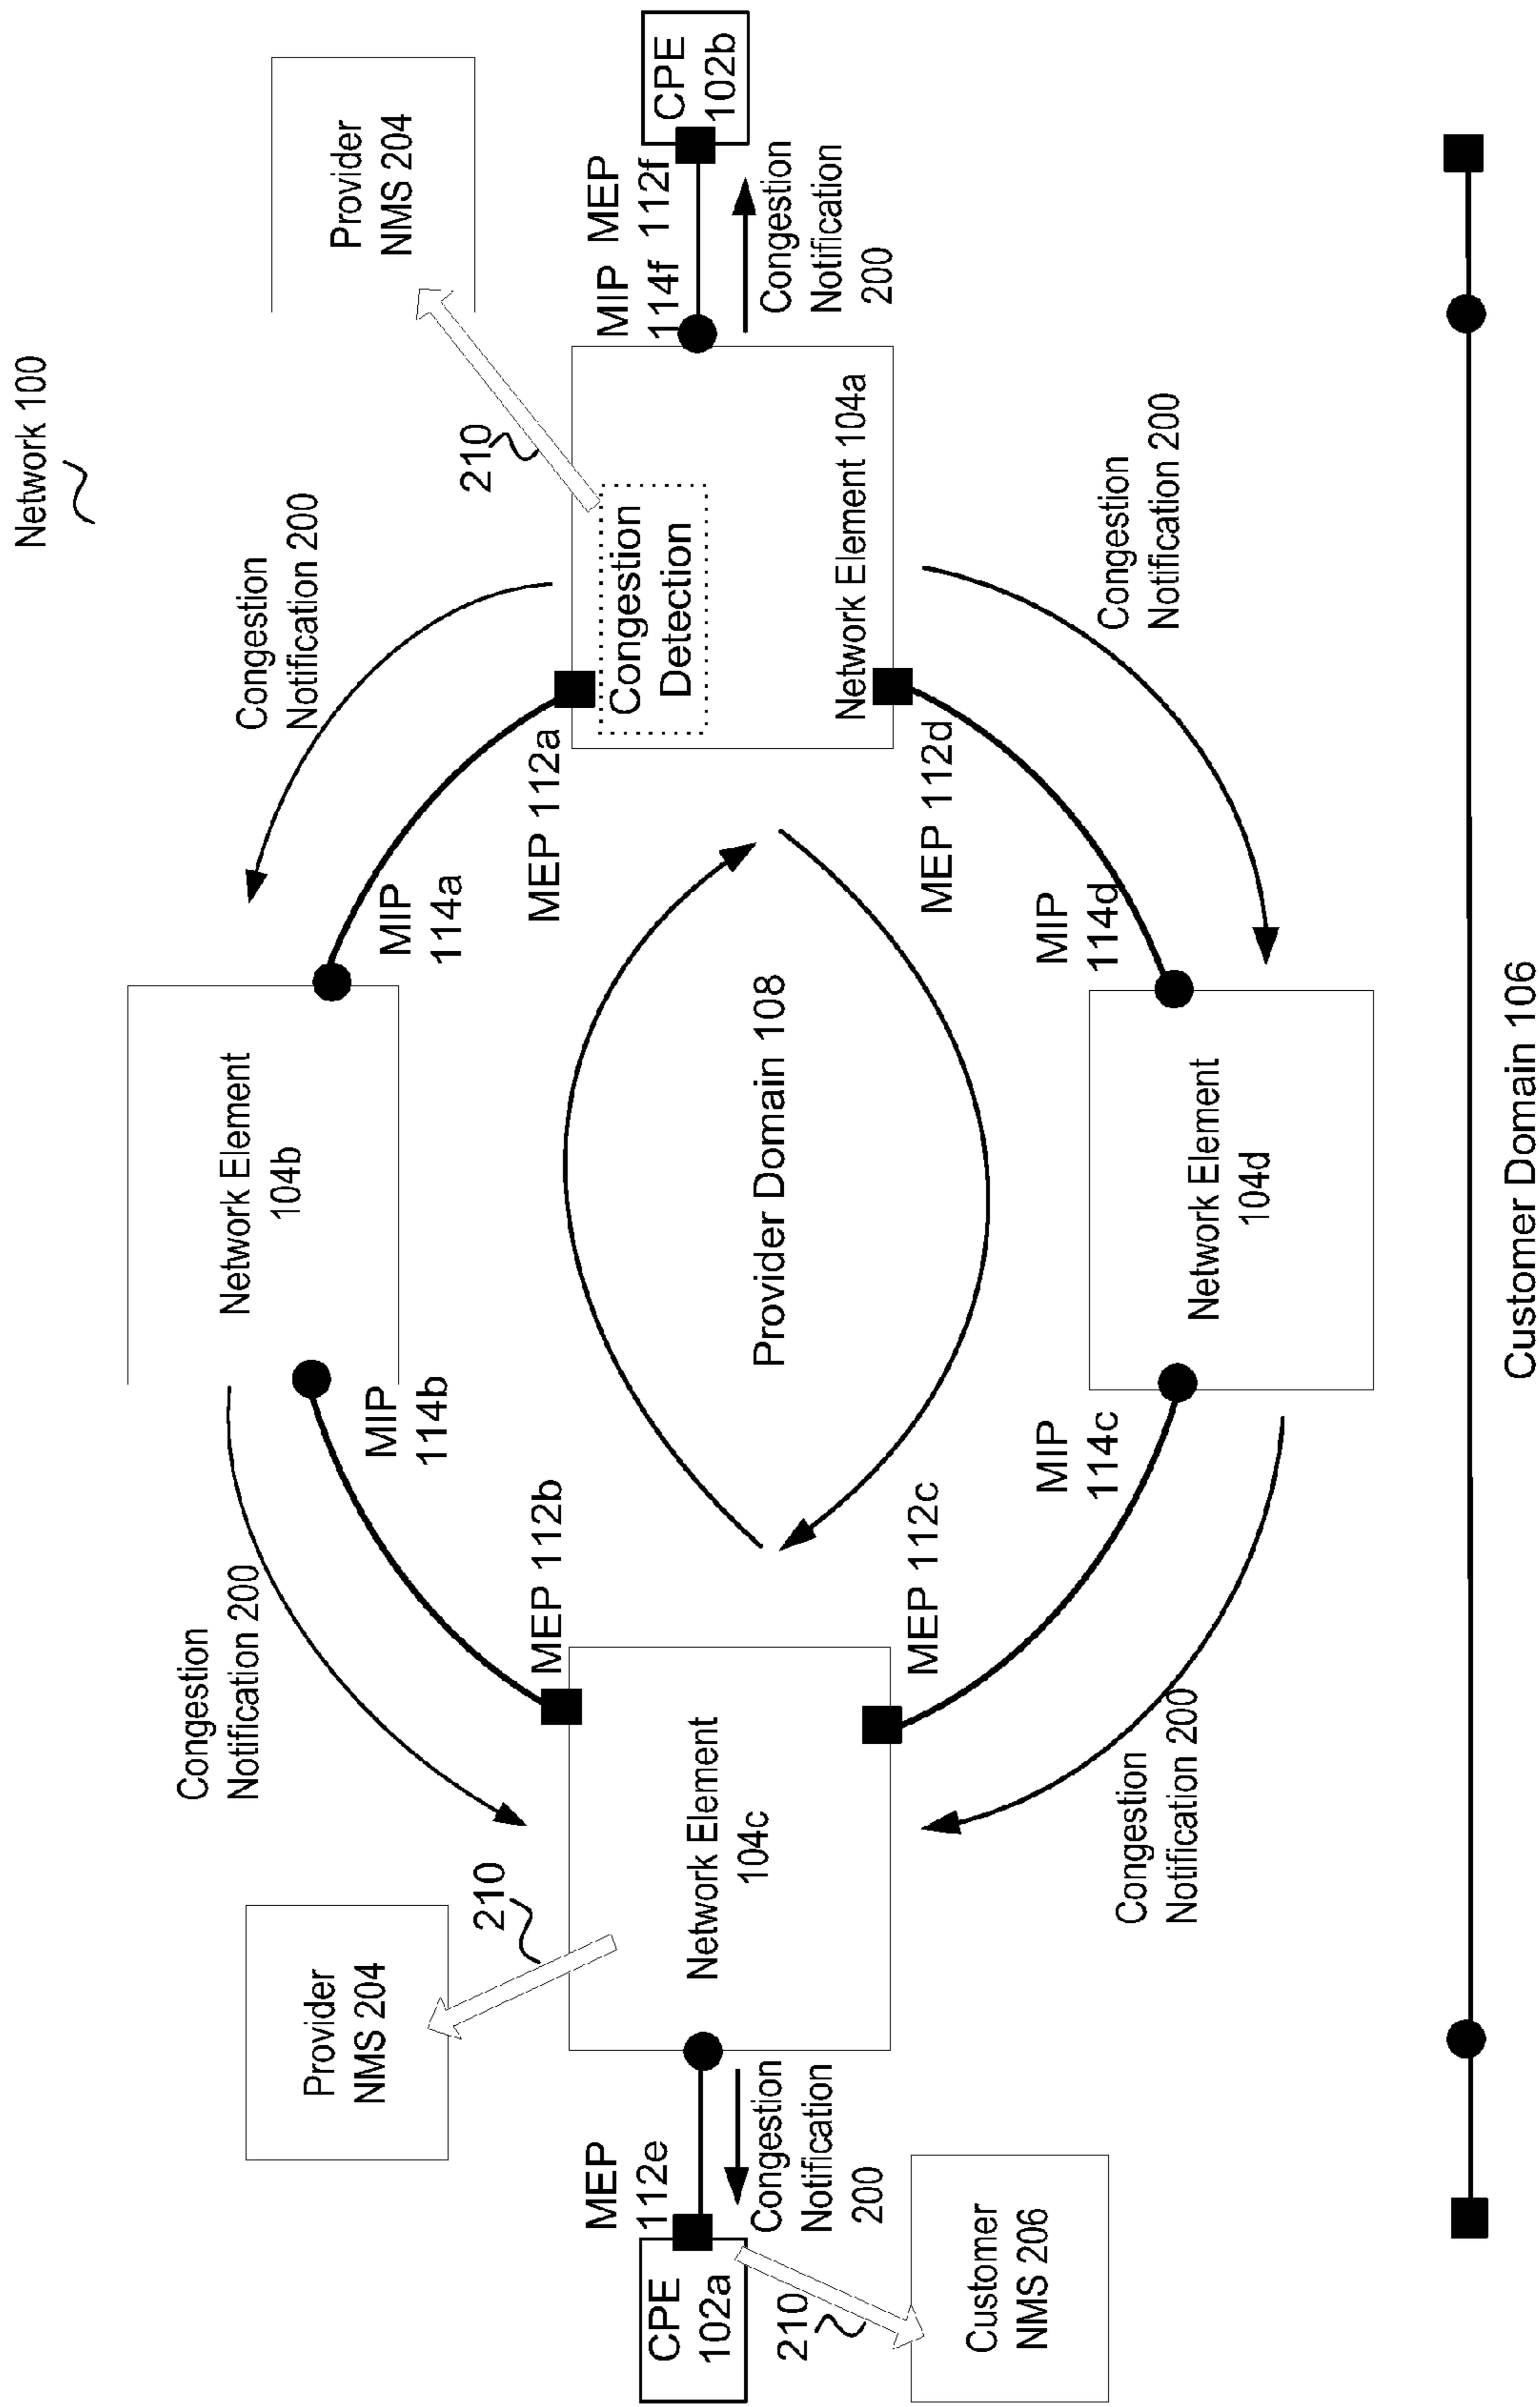 Network 100
Provider
NMS 204
CPE
102b
MIP MEP
114f 112f
Congestion
Notification
200
210
Congestion
Detection
Network Element 104a
Congestion
Notification 200
MEP 112a
MIP
114a
MEP 112d
MIP
114d
Congestion
Notification 200
Network Element
104b
Provider Domain 108
Network Element
104d
MIP
114b
MEP 112b
MIP
114c
MEP 112c
Congestion
Notification 200
Congestion
Notification 200
Network Element
104c
Provider
NMS 204
210
MEP
112e
Congestion
Notification
200
CPE
102a
210
Customer
NMS 206
Customer Domain 106